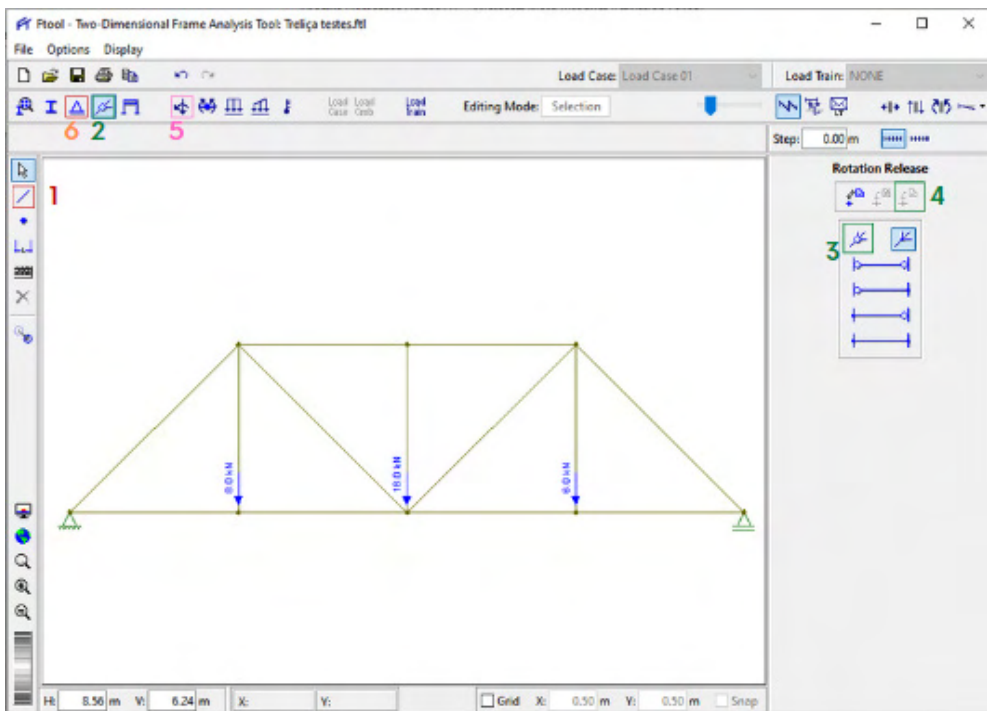 Ftool - Two-Dimensional Frame Analysis Tool: Treliça testes.ftl
File Options Display
Load Case: Load Case 01 Load Train: NONE
Load Case Load Comb Load Train Editing Mode: Selection
6 2 5
Step: 0.00 m
1
Rotation Release
4
3
8.0 kN 18.0 kN 6.0 kN
H: 8.56 m V: 6.24 m X: Y: Grid X: 0.50 m Y: 0.50 m Snap